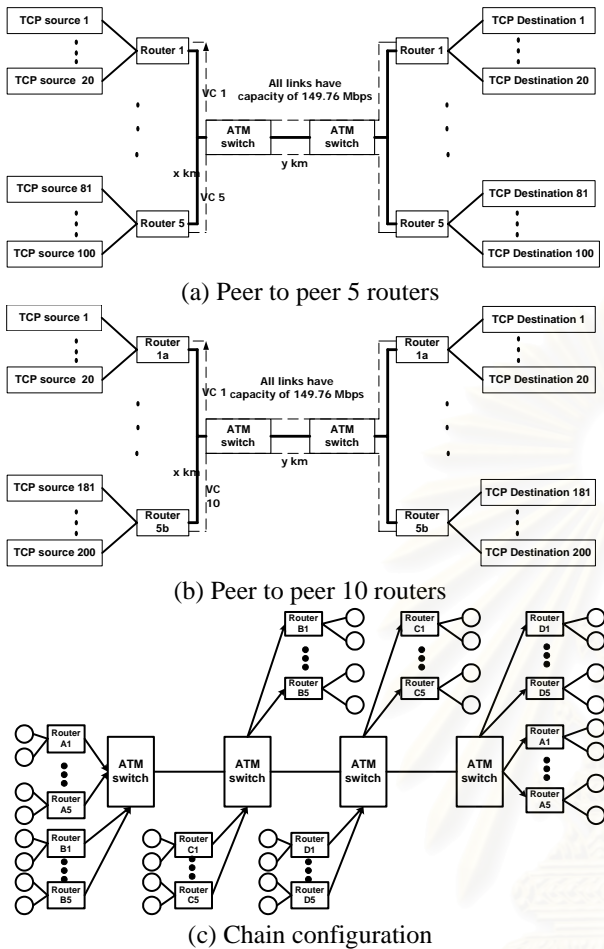 TCP source 1
TCP source 20
Router 1
VC 1
All links have
capacity of 149.76 Mbps
ATM
switch
ATM
switch
x km
VC 5
y km
TCP source 81
TCP source 100
Router 5
Router 1
TCP Destination 1
TCP Destination 20
Router 5
TCP Destination 81
TCP Destination 100
(a) Peer to peer 5 routers
TCP source 1
TCP source 20
Router
1a
VC 1
All links have
capacity of 149.76 Mbps
ATM
switch
ATM
switch
x km
VC
10
y km
TCP source 181
TCP source 200
Router
5b
Router
1a
TCP Destination 1
TCP Destination 20
Router
5b
TCP Destination 181
TCP Destination 200
(b) Peer to peer 10 routers
Router
B1
Router
B5
Router
C1
Router
C5
Router
D1
Router
D5
Router
A1
Router
A5
Router
B1
Router
B5
ATM
switch
ATM
switch
ATM
switch
ATM
switch
Router
A1
Router
A5
Router
C1
Router
C5
Router
D1
Router
D5
(c) Chain configuration